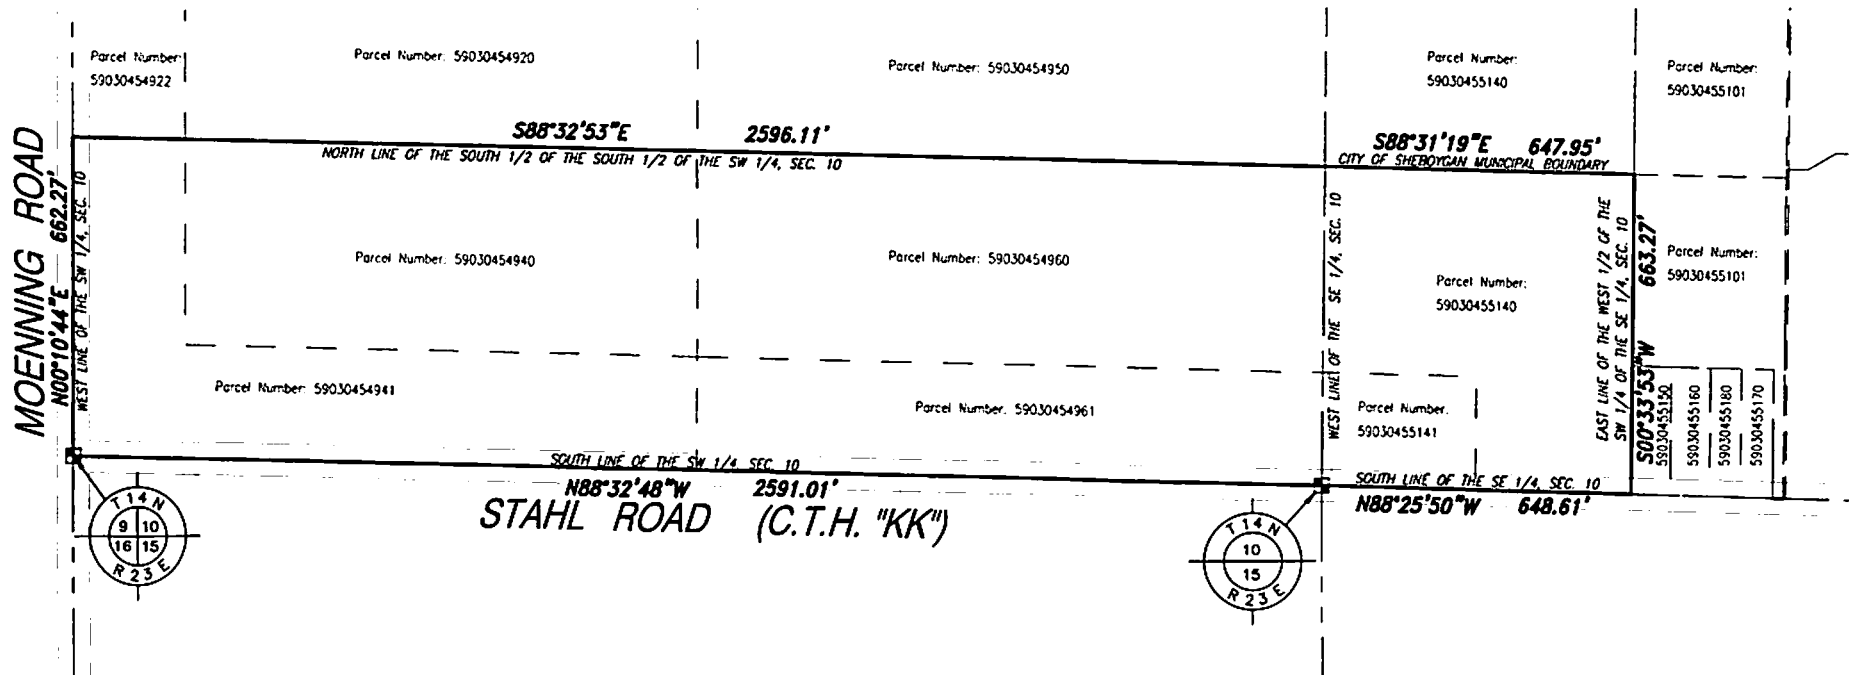 Parcel Number:
59030454922
Parcel Number: 59030454920
Parcel Number: 59030454950
Parcel Number:
59030455140
Parcel Number:
59030455101
S88°32'53"E 2596.11'
NORTH LINE OF THE SOUTH 1/2 OF THE SOUTH 1/2 OF THE SW 1/4, SEC. 10
S88°31'19"E 647.95'
CITY OF SHEBOYGAN MUNICIPAL BOUNDARY
MOENNING ROAD
N00°10'44"E 662.27'
WEST LINE OF THE SW 1/4, SEC. 10
Parcel Number: 59030454940
Parcel Number: 59030454960
WEST LINE OF THE SE 1/4, SEC. 10
Parcel Number:
59030455140
EAST LINE OF THE WEST 1/2 OF THE
SW 1/4 OF THE SE 1/4, SEC. 10
S00°33'53"W 663.27'
Parcel Number:
59030455101
Parcel Number: 59030454941
Parcel Number: 59030454961
Parcel Number:
59030455141
59030455150
59030455160
59030455180
59030455170
SOUTH LINE OF THE SW 1/4 SEC. 10
N88°32'48"W 2591.01'
SOUTH LINE OF THE SE 1/4, SEC. 10
N88°25'50"W 648.61'
STAHL ROAD (C.T.H. "KK")
T 14 N
9 10
16 15
R 23 E
T 14 N
10
15
R 23 E